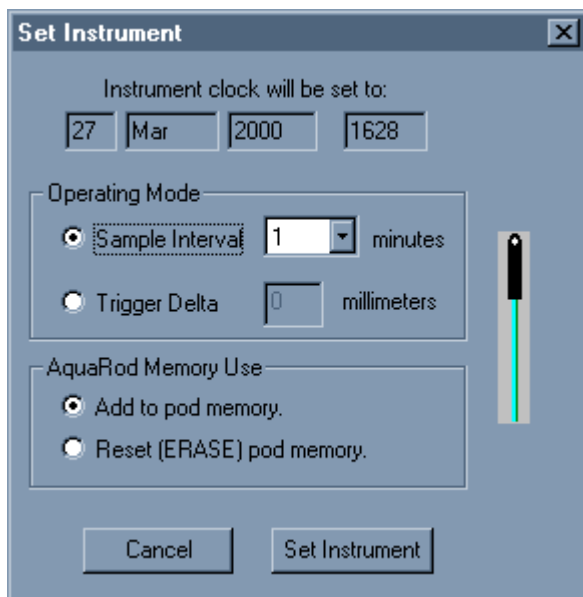 Set Instrument
Instrument clock will be set to:
27 Mar 2000 1628
Operating Mode
Sample Interval 1 minutes
Trigger Delta 0 millimeters
AquaRod Memory Use
Add to pod memory.
Reset (ERASE) pod memory.
Cancel Set Instrument